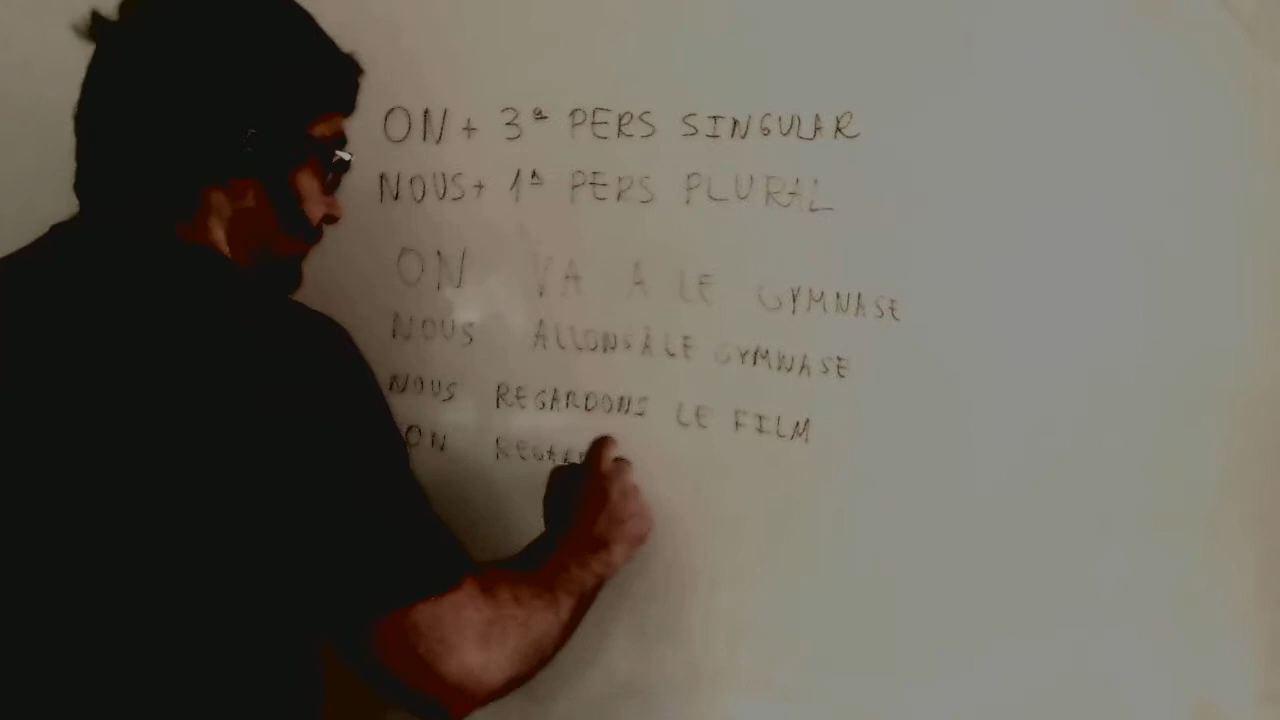 ON + 3ª PERS SINGULAR
NOUS + 1ª PERS PLURAL
ON VA A LE GYMNASE
NOUS ALLONS À LE GYMNASE
NOUS REGARDONS LE FILM
ON